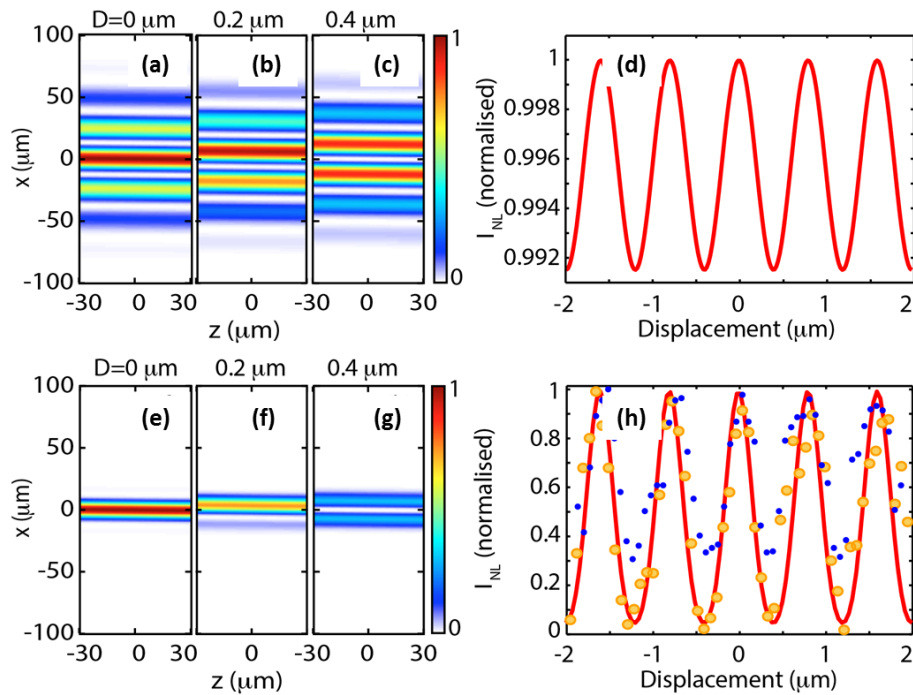 D=0 μm 0.2 μm 0.4 μm
100
50
0
-50
-100
x (μm)
(a) (b) (c)
1
0
-30 0 30 0 30 0 30
z (μm)
(d)
1
0.998
0.996
0.994
0.992
I_NL (normalised)
-2 -1 0 1 2
Displacement (μm)
D=0 μm 0.2 μm 0.4 μm
100
50
0
-50
-100
x (μm)
(e) (f) (g)
1
0
-30 0 30 0 30 -30 0 30
z (μm)
(h)
1
0.8
0.6
0.4
0.2
0
I_NL (normalised)
-2 -1 0 1 2
Displacement (μm)